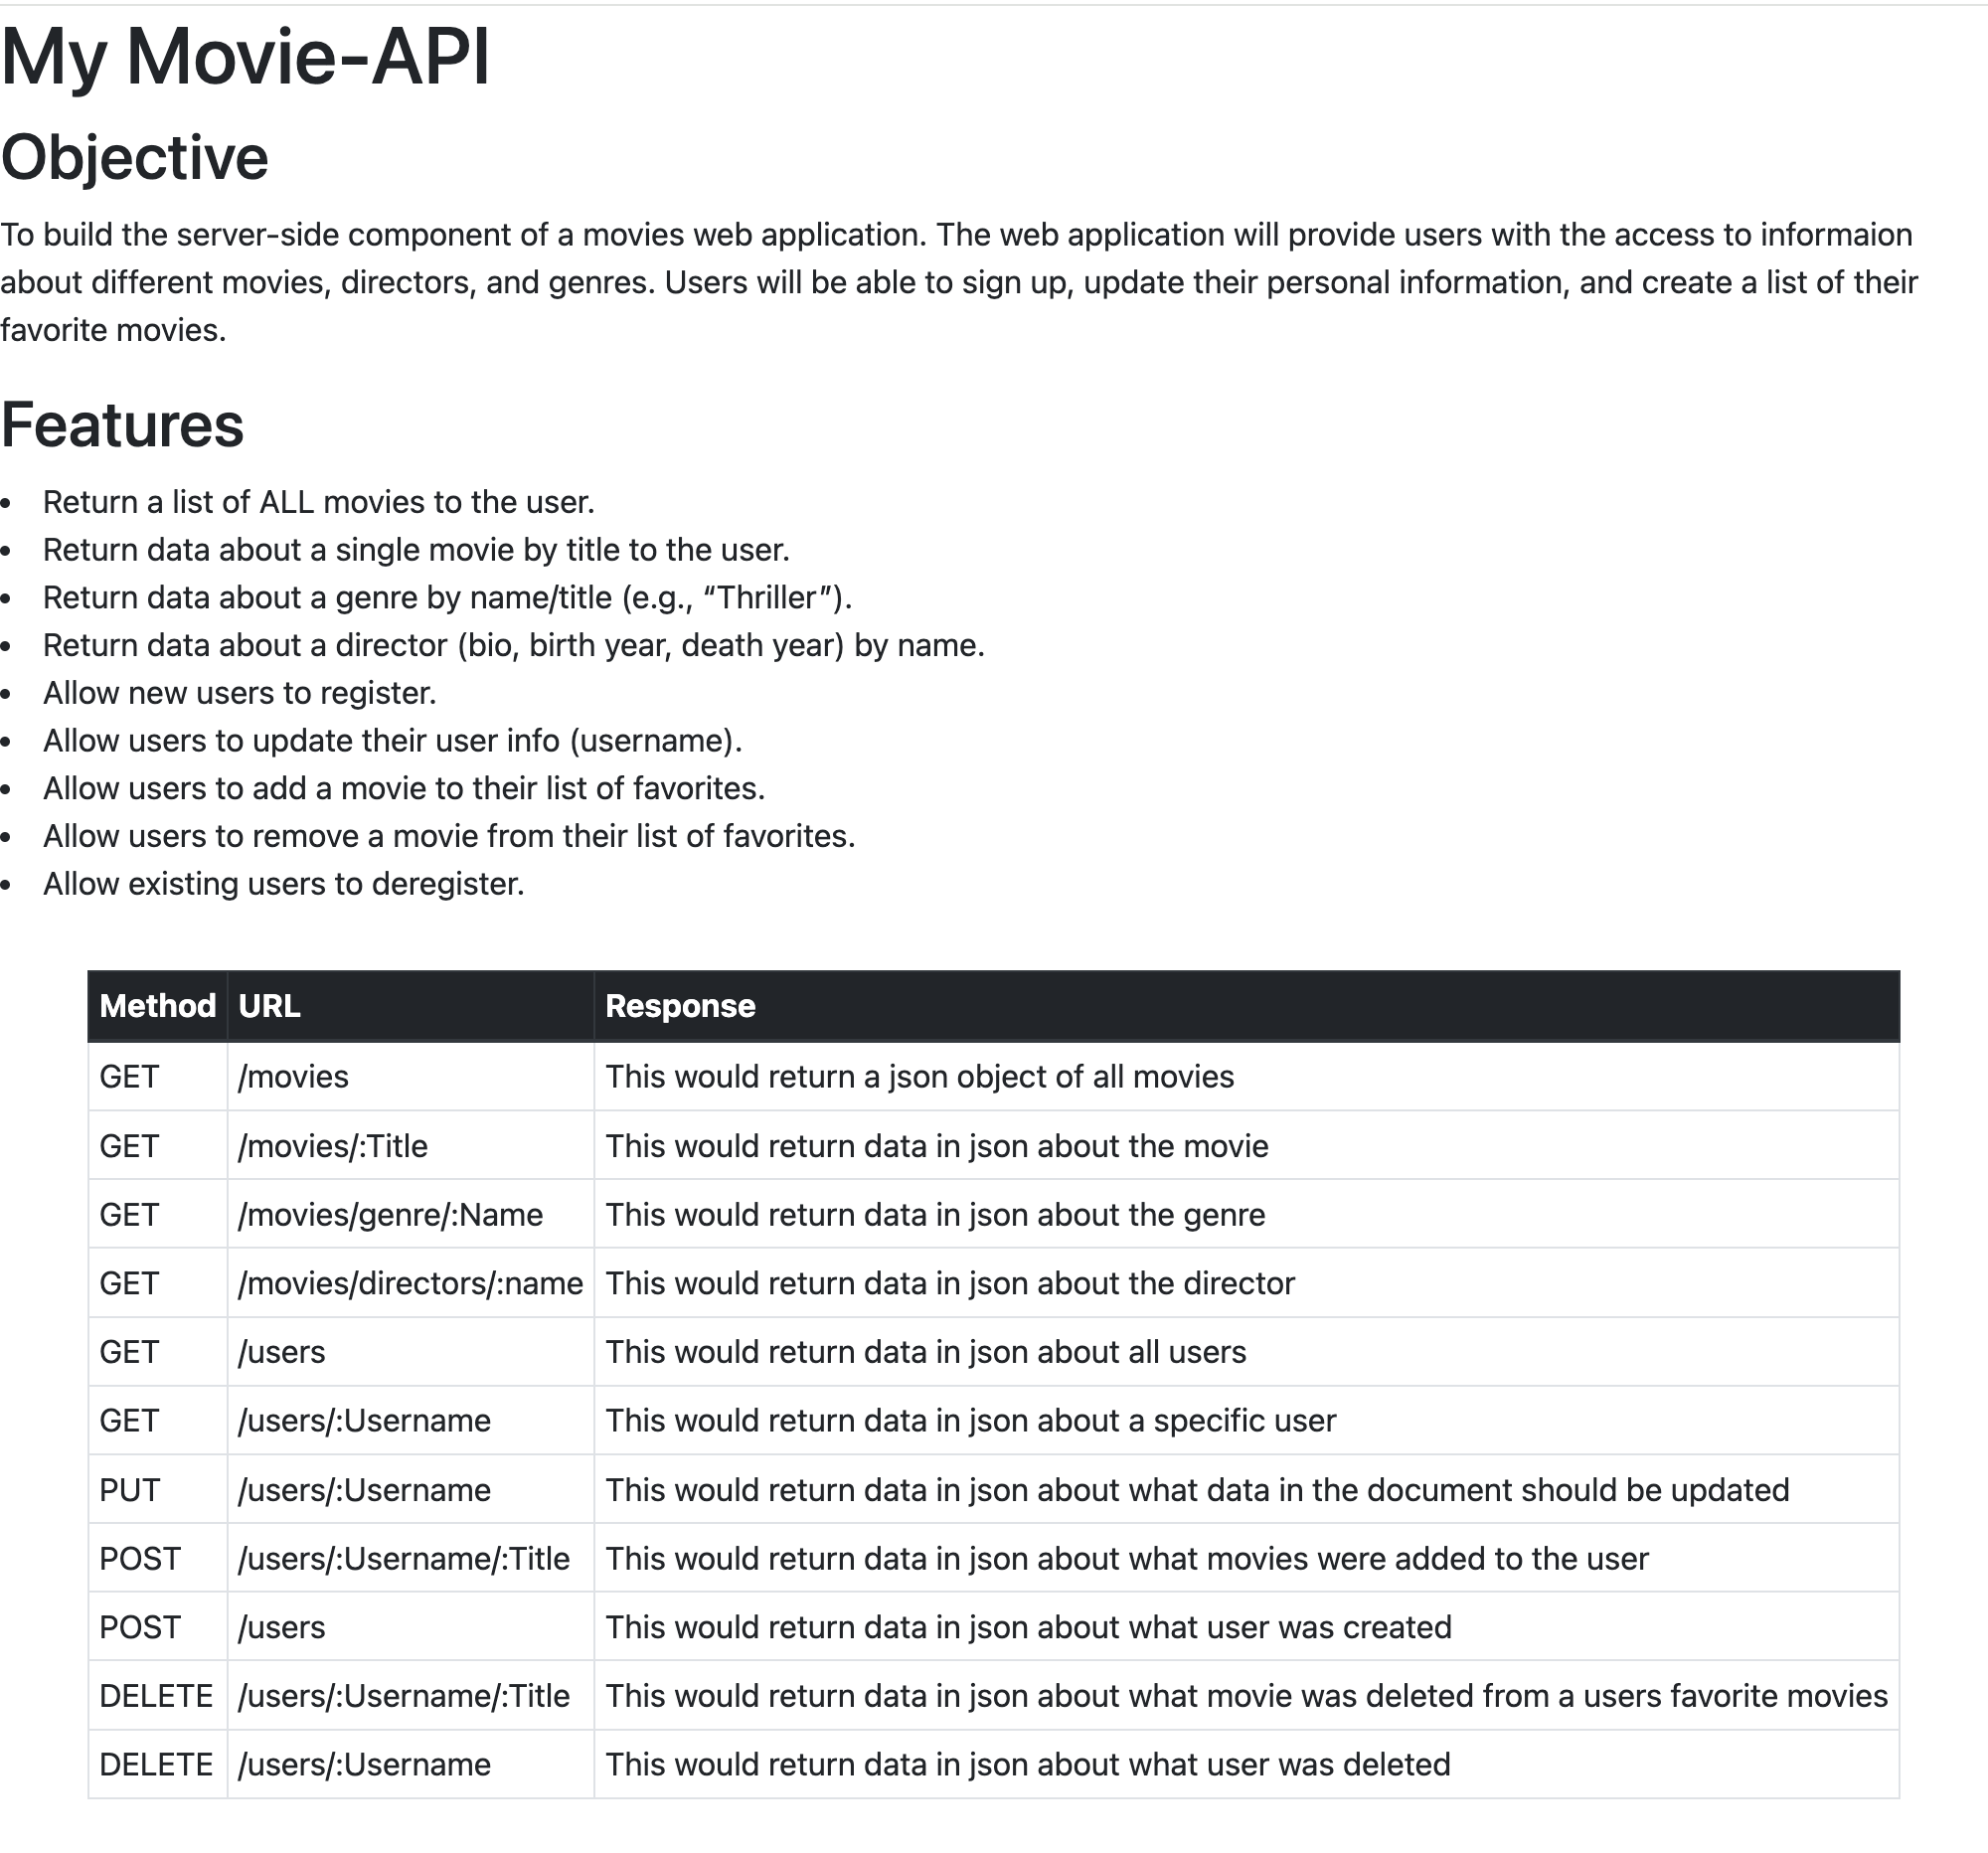 My Movie-API
Objective
To build the server-side component of a movies web application. The web application will provide users with the access to informaion
about different movies, directors, and genres. Users will be able to sign up, update their personal information, and create a list of their
favorite movies.
Features
• Return a list of ALL movies to the user.
• Return data about a single movie by title to the user.
• Return data about a genre by name/title (e.g., “Thriller”).
• Return data about a director (bio, birth year, death year) by name.
• Allow new users to register.
• Allow users to update their user info (username).
• Allow users to add a movie to their list of favorites.
• Allow users to remove a movie from their list of favorites.
• Allow existing users to deregister.
Method URL Response
GET /movies This would return a json object of all movies
GET /movies/:Title This would return data in json about the movie
GET /movies/genre/:Name This would return data in json about the genre
GET /movies/directors/:name This would return data in json about the director
GET /users This would return data in json about all users
GET /users/:Username This would return data in json about a specific user
PUT /users/:Username This would return data in json about what data in the document should be updated
POST /users/:Username/:Title This would return data in json about what movies were added to the user
POST /users This would return data in json about what user was created
DELETE /users/:Username/:Title This would return data in json about what movie was deleted from a users favorite movies
DELETE /users/:Username This would return data in json about what user was deleted